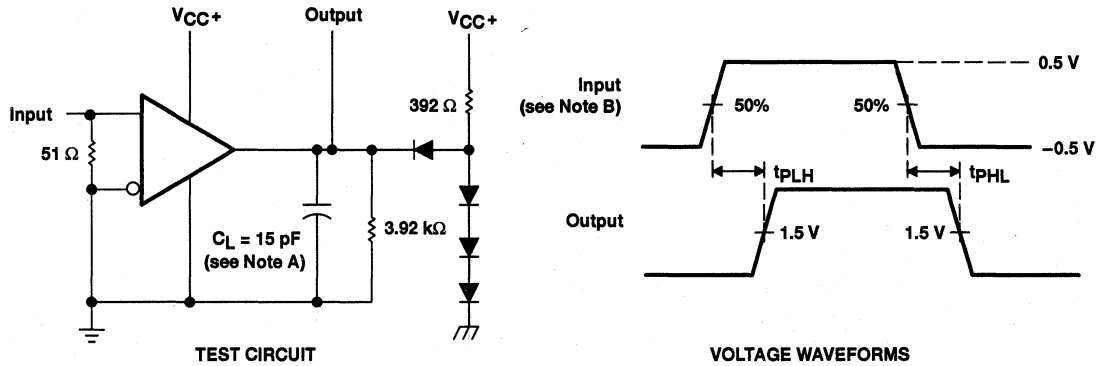 VCC+
Output
VCC+
Input
51 Ω
392 Ω
3.92 kΩ
CL = 15 pF
(see Note A)
TEST CIRCUIT
0.5 V
Input
(see Note B)
50%
50%
−0.5 V
tPLH
tPHL
Output
1.5 V
1.5 V
VOLTAGE WAVEFORMS